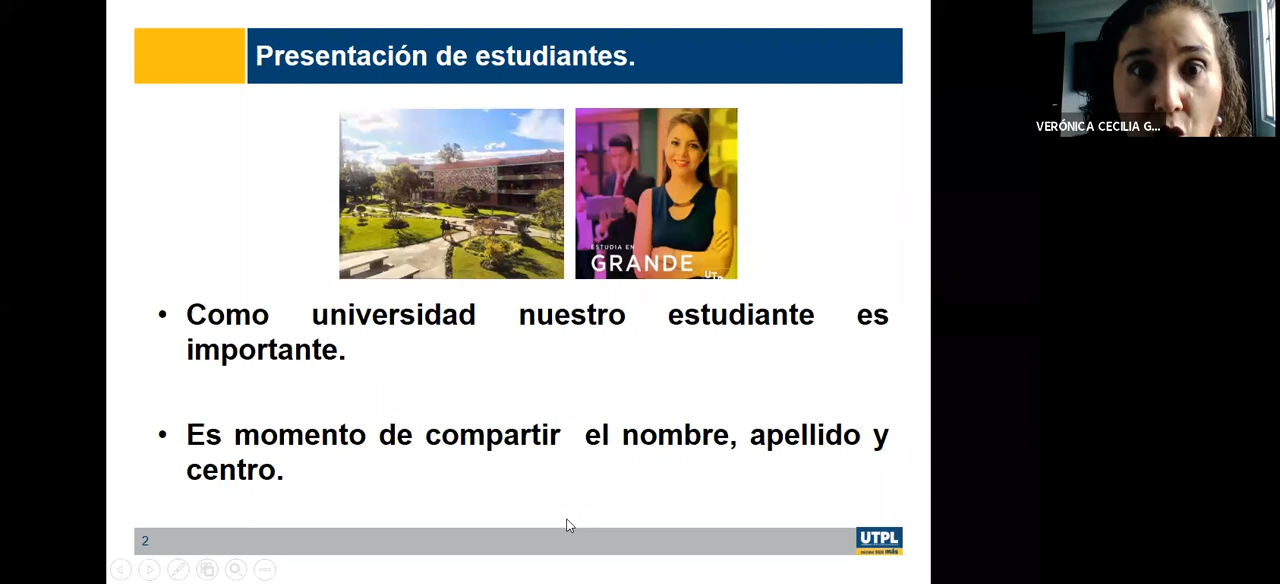 Presentación de estudiantes.
VERÓNICA CECILIA G...
ESTUDIA EN
GRANDE
UTPL
• Como universidad nuestro estudiante es
importante.
• Es momento de compartir el nombre, apellido y
centro.
2
UTPL